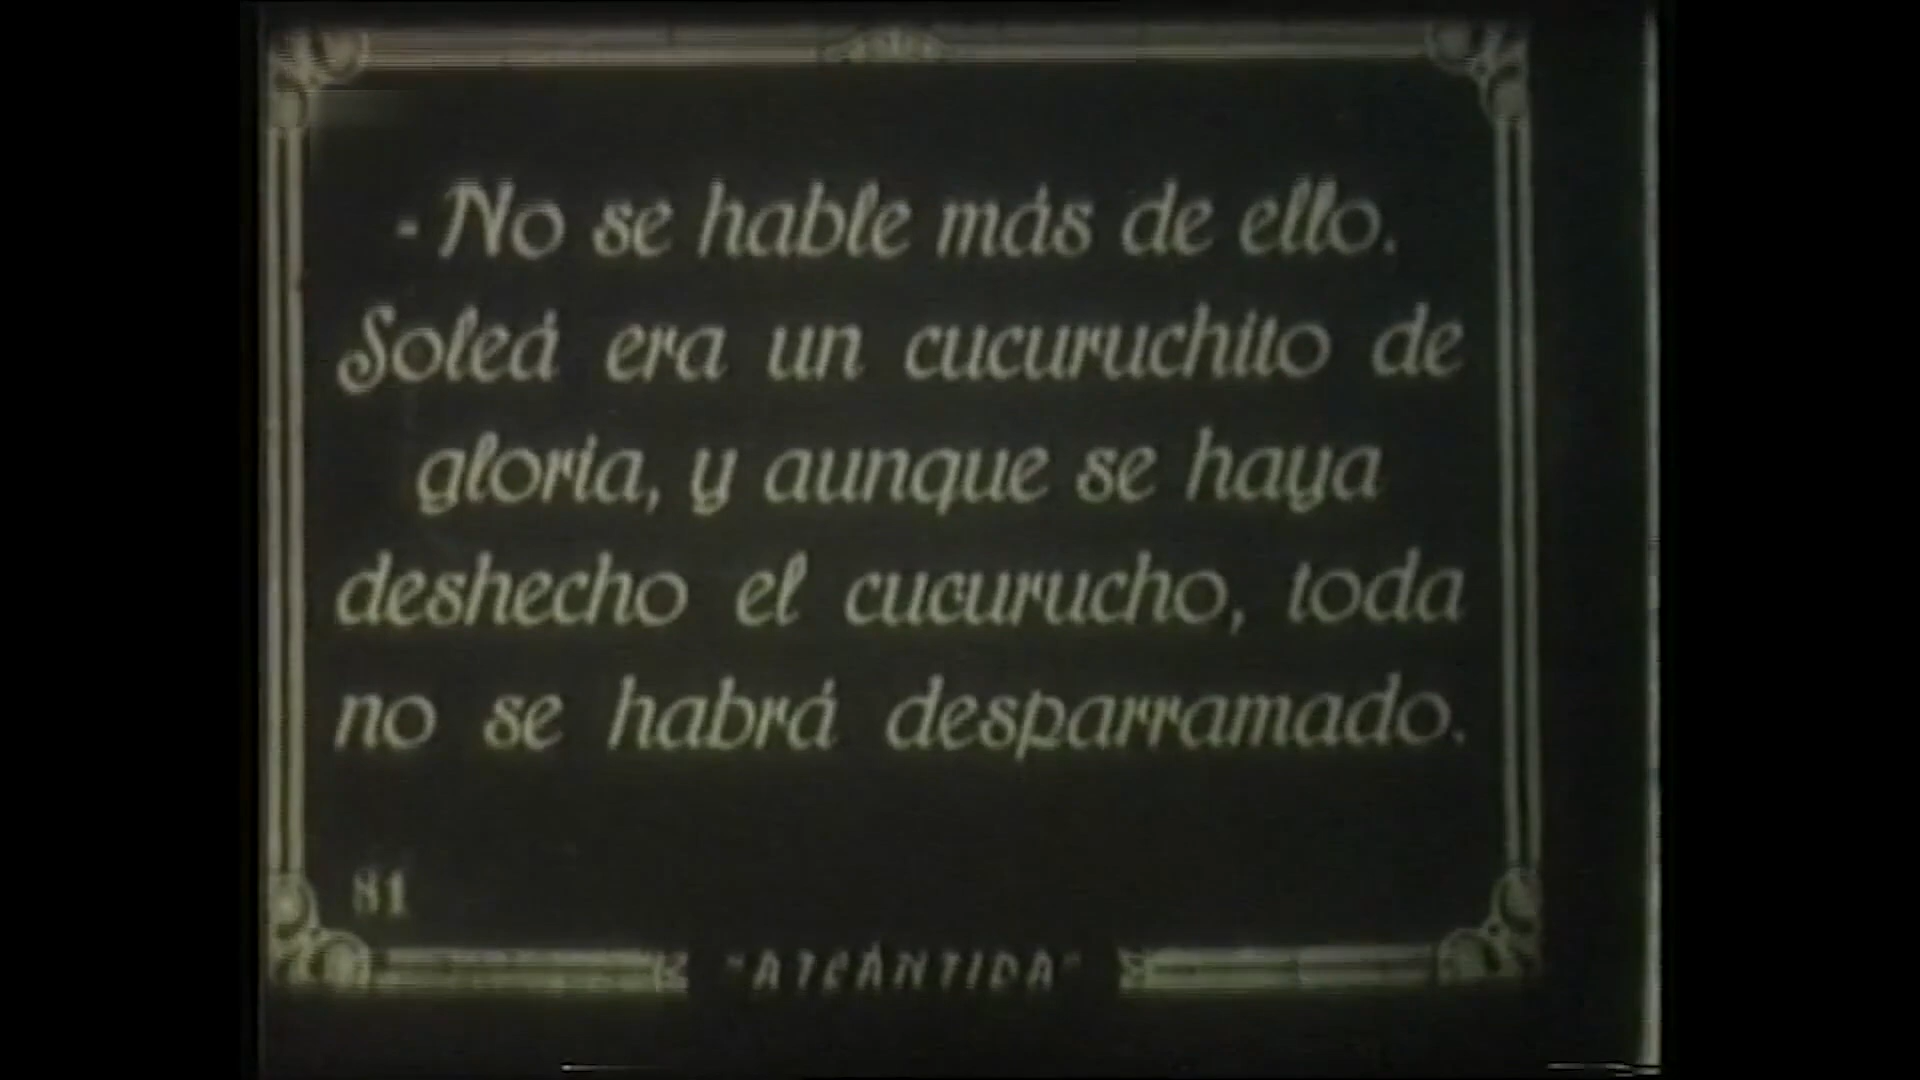 - No se hable más de ello.
Soleá era un cucuruchito de
gloria, y aunque se haya
deshecho el cucurucho, toda
no se habrá desparramado.
81
"ATLÁNTIDA"